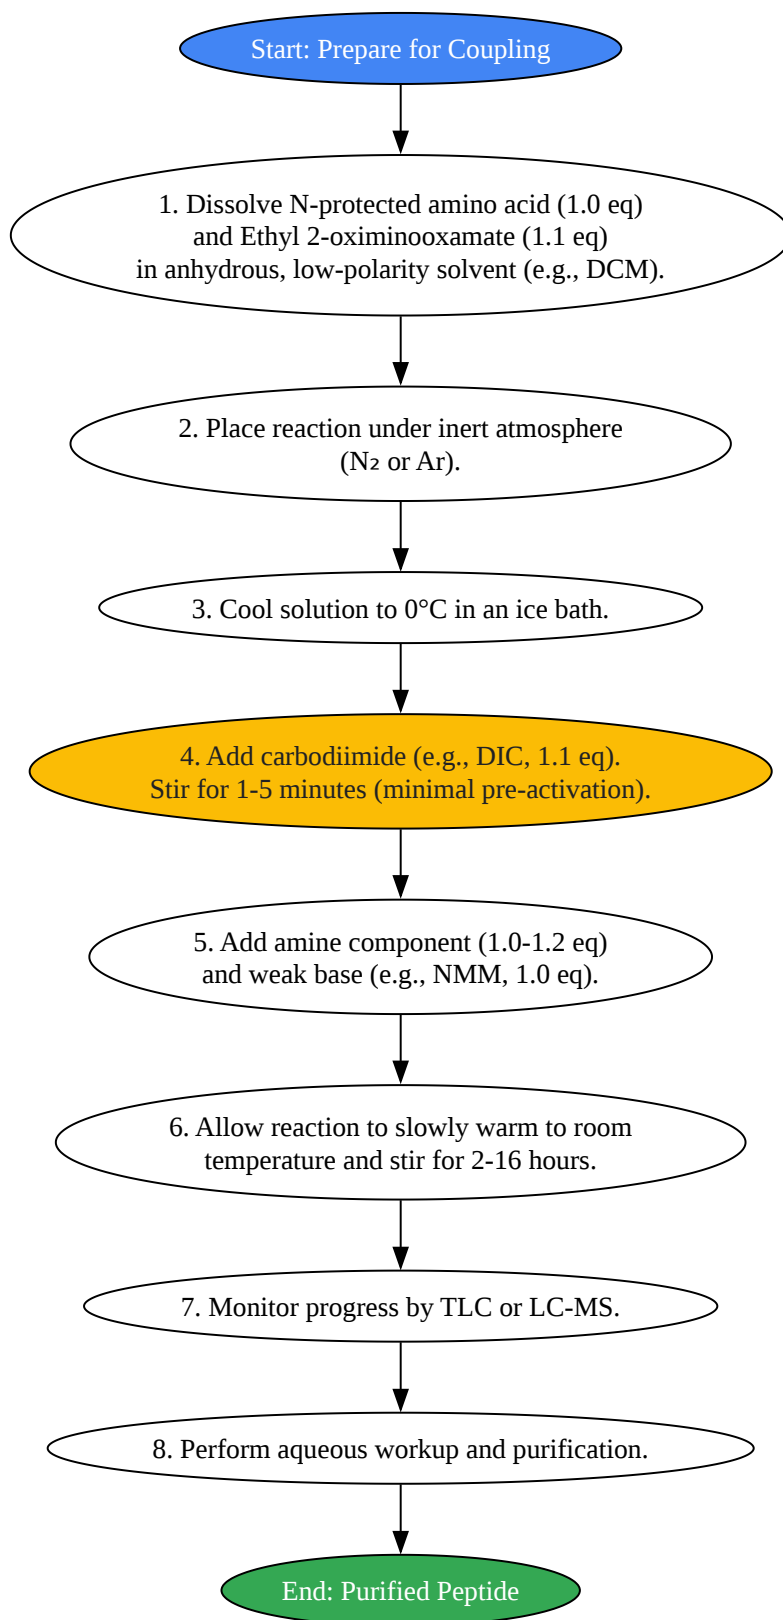 Start: Prepare for Coupling
1. Dissolve N-protected amino acid (1.0 eq)
and Ethyl 2-oximinooxamate (1.1 eq)
in anhydrous, low-polarity solvent (e.g., DCM).
2. Place reaction under inert atmosphere
(N₂ or Ar).
3. Cool solution to 0°C in an ice bath.
4. Add carbodiimide (e.g., DIC, 1.1 eq).
Stir for 1-5 minutes (minimal pre-activation).
5. Add amine component (1.0-1.2 eq)
and weak base (e.g., NMM, 1.0 eq).
6. Allow reaction to slowly warm to room
temperature and stir for 2-16 hours.
7. Monitor progress by TLC or LC-MS.
8. Perform aqueous workup and purification.
End: Purified Peptide